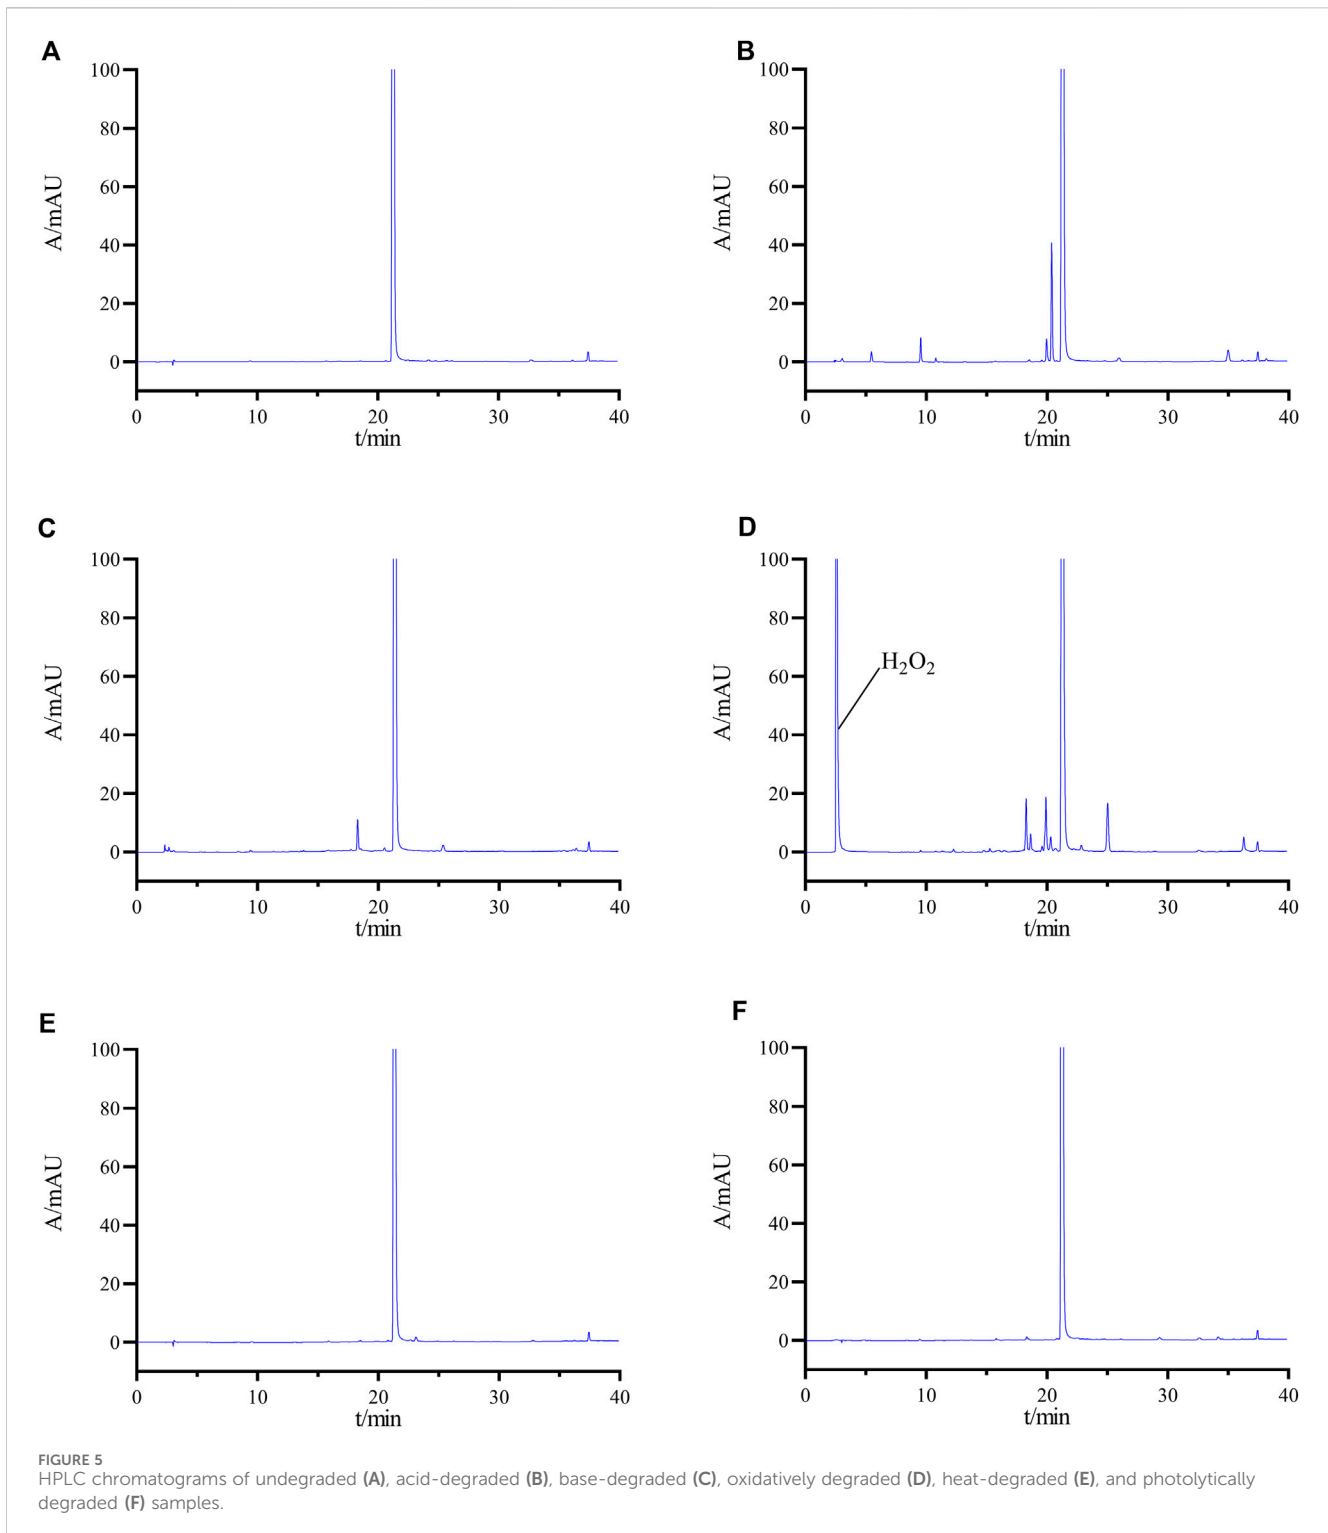 A
100
80
60
40
20
0
A/mAU
0 10 20 30 40
t/min
B
100
80
60
40
20
0
A/mAU
0 10 20 30 40
t/min
C
100
80
60
40
20
0
A/mAU
0 10 20 30 40
t/min
D
100
80
60
40
20
0
A/mAU
H₂O₂
0 10 20 30 40
t/min
E
100
80
60
40
20
0
A/mAU
0 10 20 30 40
t/min
F
100
80
60
40
20
0
A/mAU
0 10 20 30 40
t/min
FIGURE 5
HPLC chromatograms of undegraded (A), acid-degraded (B), base-degraded (C), oxidatively degraded (D), heat-degraded (E), and photolytically
degraded (F) samples.